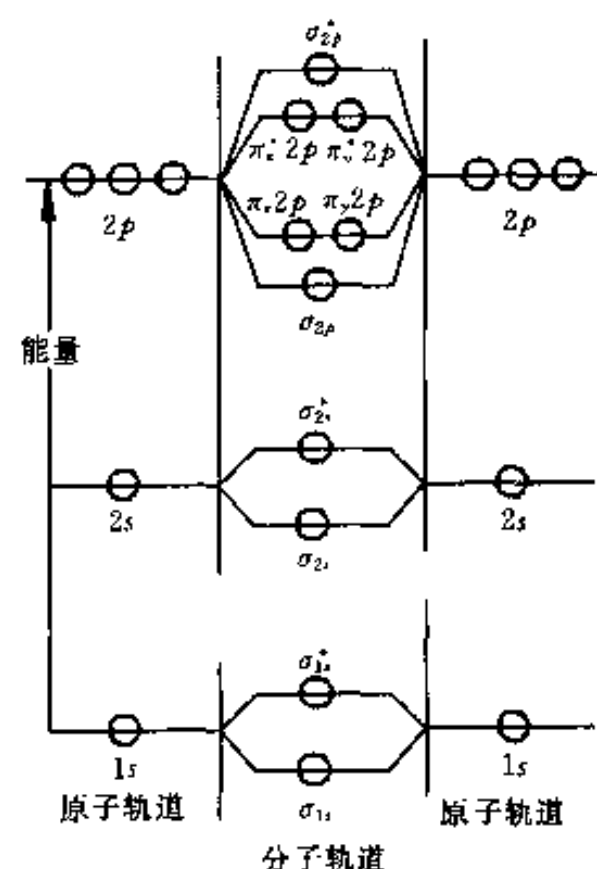 σ*2p
π*x2p π*y2p
πx2p πy2p
2p
2p
σ2p
能量
σ*2s
2s
2s
σ2s
σ*1s
1s
1s
σ1s
原子轨道
原子轨道
分子轨道